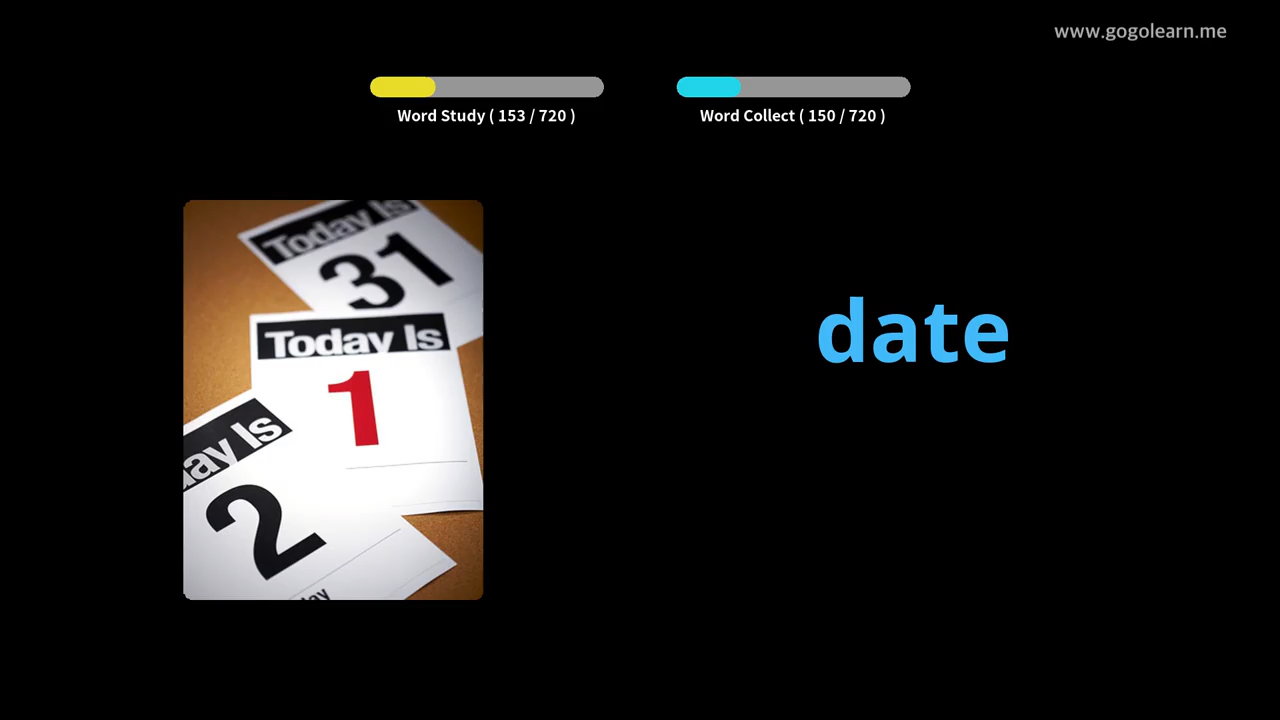 www.gogolearn.me
Word Study ( 153 / 720 )
Word Collect ( 150 / 720 )
Today Is
31
Today Is
1
ay Is
2
ay
date